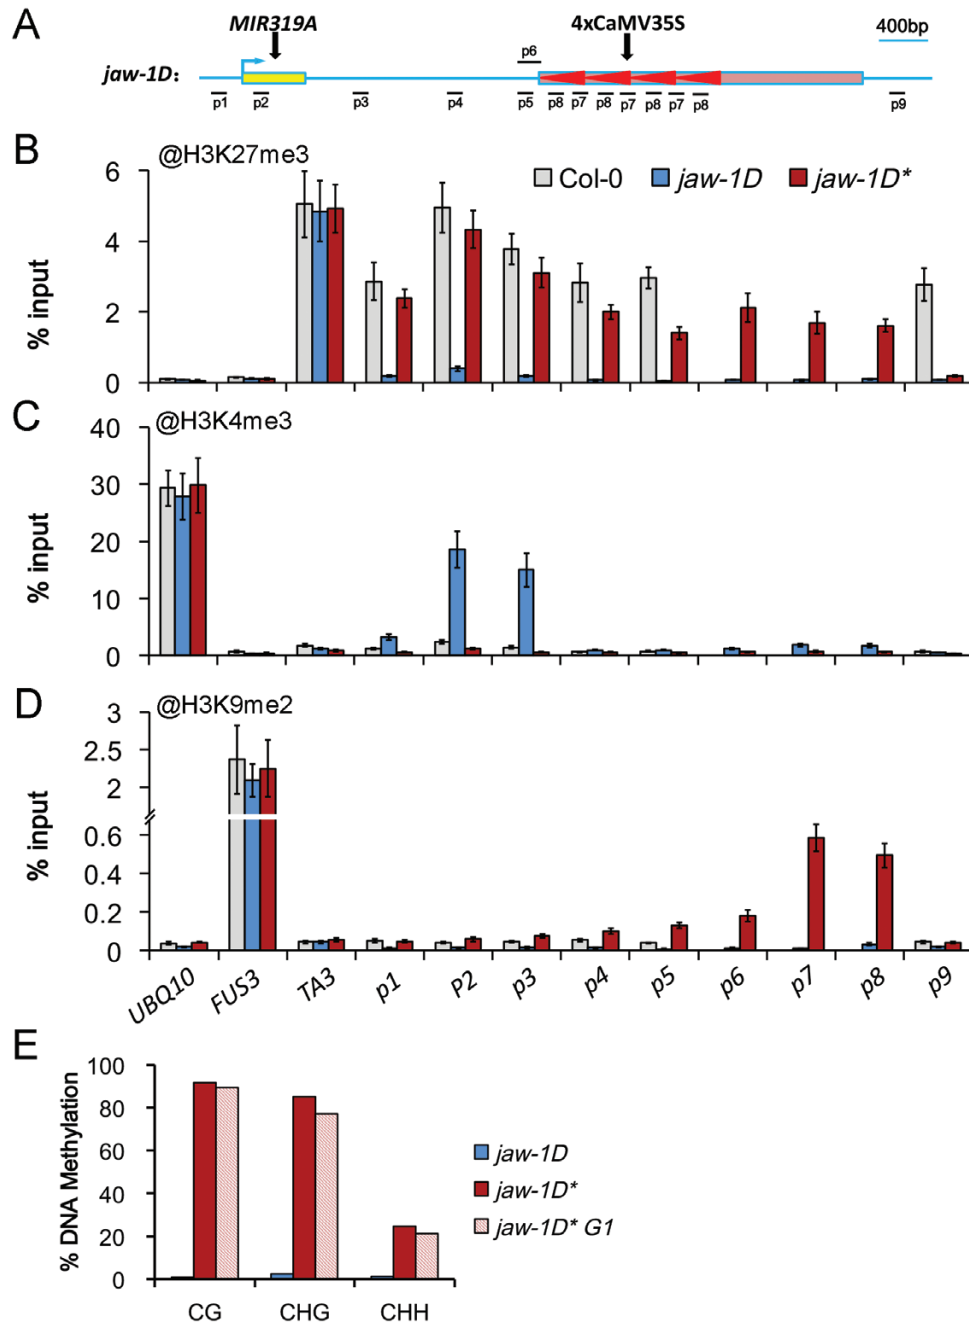 A
MIR319A
4xCaMV35S
400bp
jaw-1D:
p6
p1 p2 p3 p4 p5 p8 p7 p8 p7 p8 p7 p8 p9
B
@H3K27me3
Col-0 jaw-1D jaw-1D*
% input
6
4
2
0
C
@H3K4me3
% input
40
30
20
10
0
D
@H3K9me2
% input
3
2.5
2
0.6
0.4
0.2
0
UBQ10 FUS3 TA3 p1 P2 p3 p4 p5 p6 p7 p8 p9
E
% DNA Methylation
100
80
60
40
20
0
CG CHG CHH
jaw-1D
jaw-1D*
jaw-1D* G1